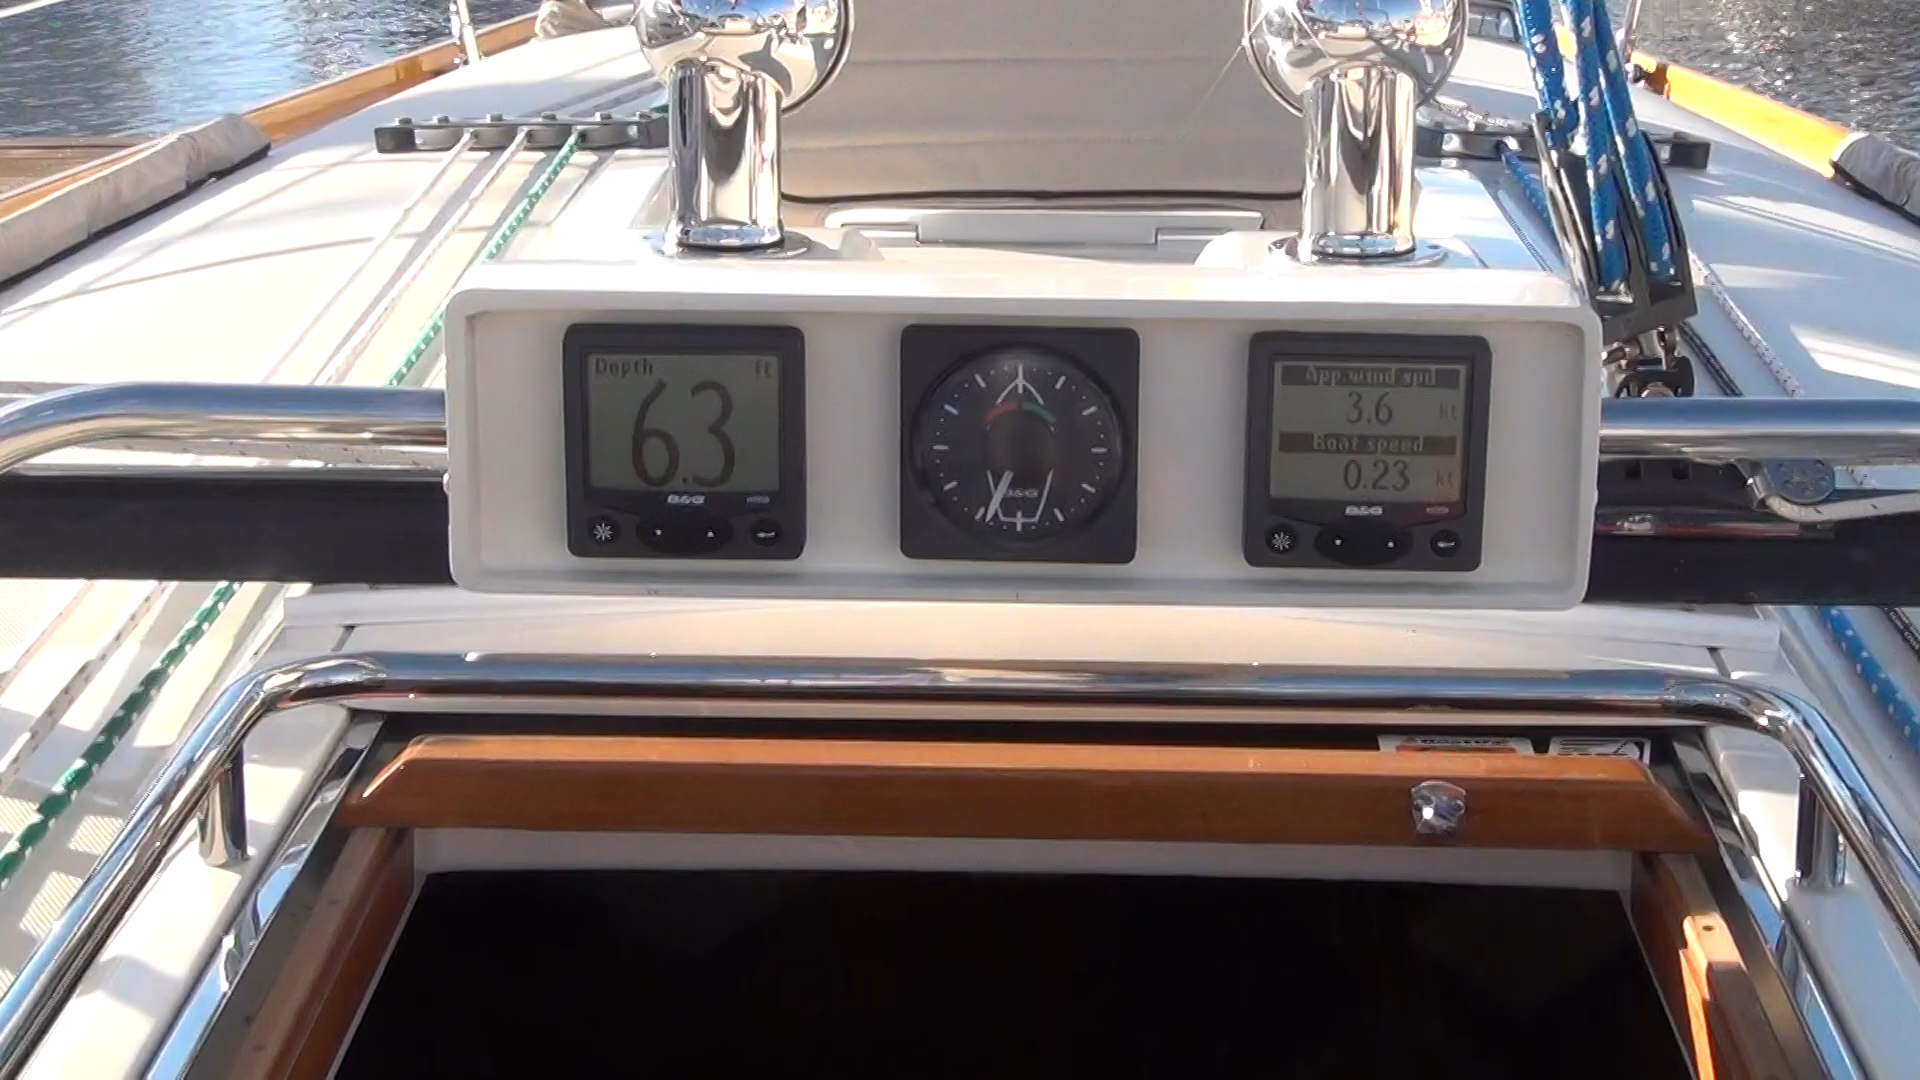 Depth Ft
6.3
B&G
B&G
App wind spd
3.6 kt
Boat speed
0.23 kt
B&G